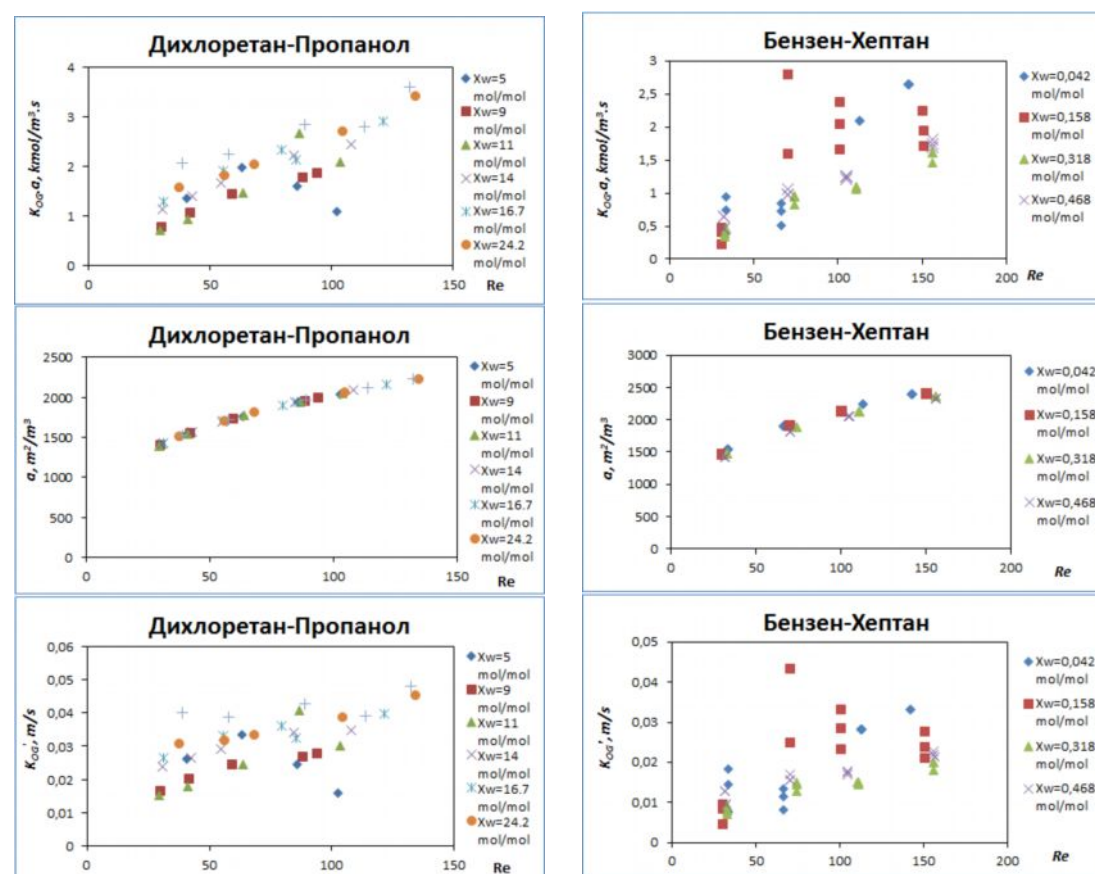 Дихлоретан-Пропанол
K_OG.a, kmol/m³.s
4
3
2
1
0
0
50
100
150
Re
Xw=5
mol/mol
Xw=9
mol/mol
Xw=11
mol/mol
Xw=14
mol/mol
Xw=16.7
mol/mol
Xw=24.2
mol/mol
Бензен-Хептан
K_OG.a, kmol/m³.s
3
2,5
2
1,5
1
0,5
0
0
50
100
150
200
Re
Xw=0,042
mol/mol
Xw=0,158
mol/mol
Xw=0,318
mol/mol
Xw=0,468
mol/mol
Дихлоретан-Пропанол
a, m²/m³
2500
2000
1500
1000
500
0
0
50
100
150
Re
Xw=5
mol/mol
Xw=9
mol/mol
Xw=11
mol/mol
Xw=14
mol/mol
Xw=16.7
mol/mol
Xw=24.2
mol/mol
Бензен-Хептан
a, m²/m³
3000
2500
2000
1500
1000
500
0
0
50
100
150
200
Re
Xw=0,042
mol/mol
Xw=0,158
mol/mol
Xw=0,318
mol/mol
Xw=0,468
mol/mol
Дихлоретан-Пропанол
K_OG', m/s
0,06
0,05
0,04
0,03
0,02
0,01
0
0
50
100
150
Re
Xw=5
mol/mol
Xw=9
mol/mol
Xw=11
mol/mol
Xw=14
mol/mol
Xw=16.7
mol/mol
Xw=24.2
mol/mol
Бензен-Хептан
K_OG', m/s
0,05
0,04
0,03
0,02
0,01
0
0
50
100
150
200
Re
Xw=0,042
mol/mol
Xw=0,158
mol/mol
Xw=0,318
mol/mol
Xw=0,468
mol/mol